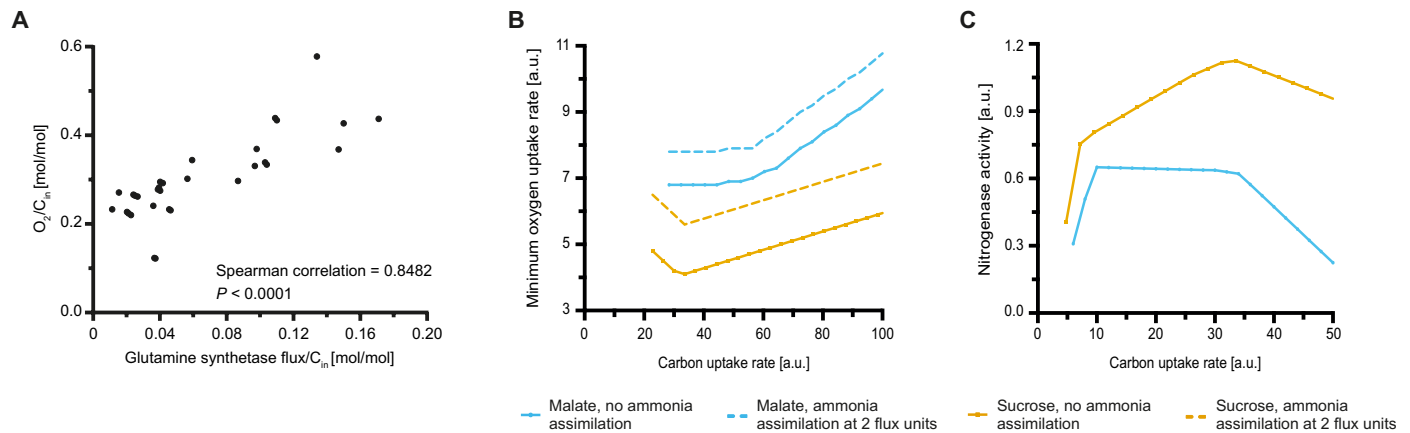 A
O₂/Cᵢₙ [mol/mol]
0.6
0.4
0.2
0.0
Spearman correlation = 0.8482
P < 0.0001
0
0.04
0.08
0.12
0.16
0.20
Glutamine synthetase flux/Cᵢₙ [mol/mol]
B
Minimum oxygen uptake rate [a.u.]
11
9
7
5
3
0
20
40
60
80
100
Carbon uptake rate [a.u.]
C
Nitrogenase activity [a.u.]
1.2
0.9
0.6
0.3
0.0
0
10
20
30
40
50
Carbon uptake rate [a.u.]
Malate, no ammonia
assimilation
Malate, ammonia
assimilation at 2 flux units
Sucrose, no ammonia
assimilation
Sucrose, ammonia
assimilation at 2 flux units